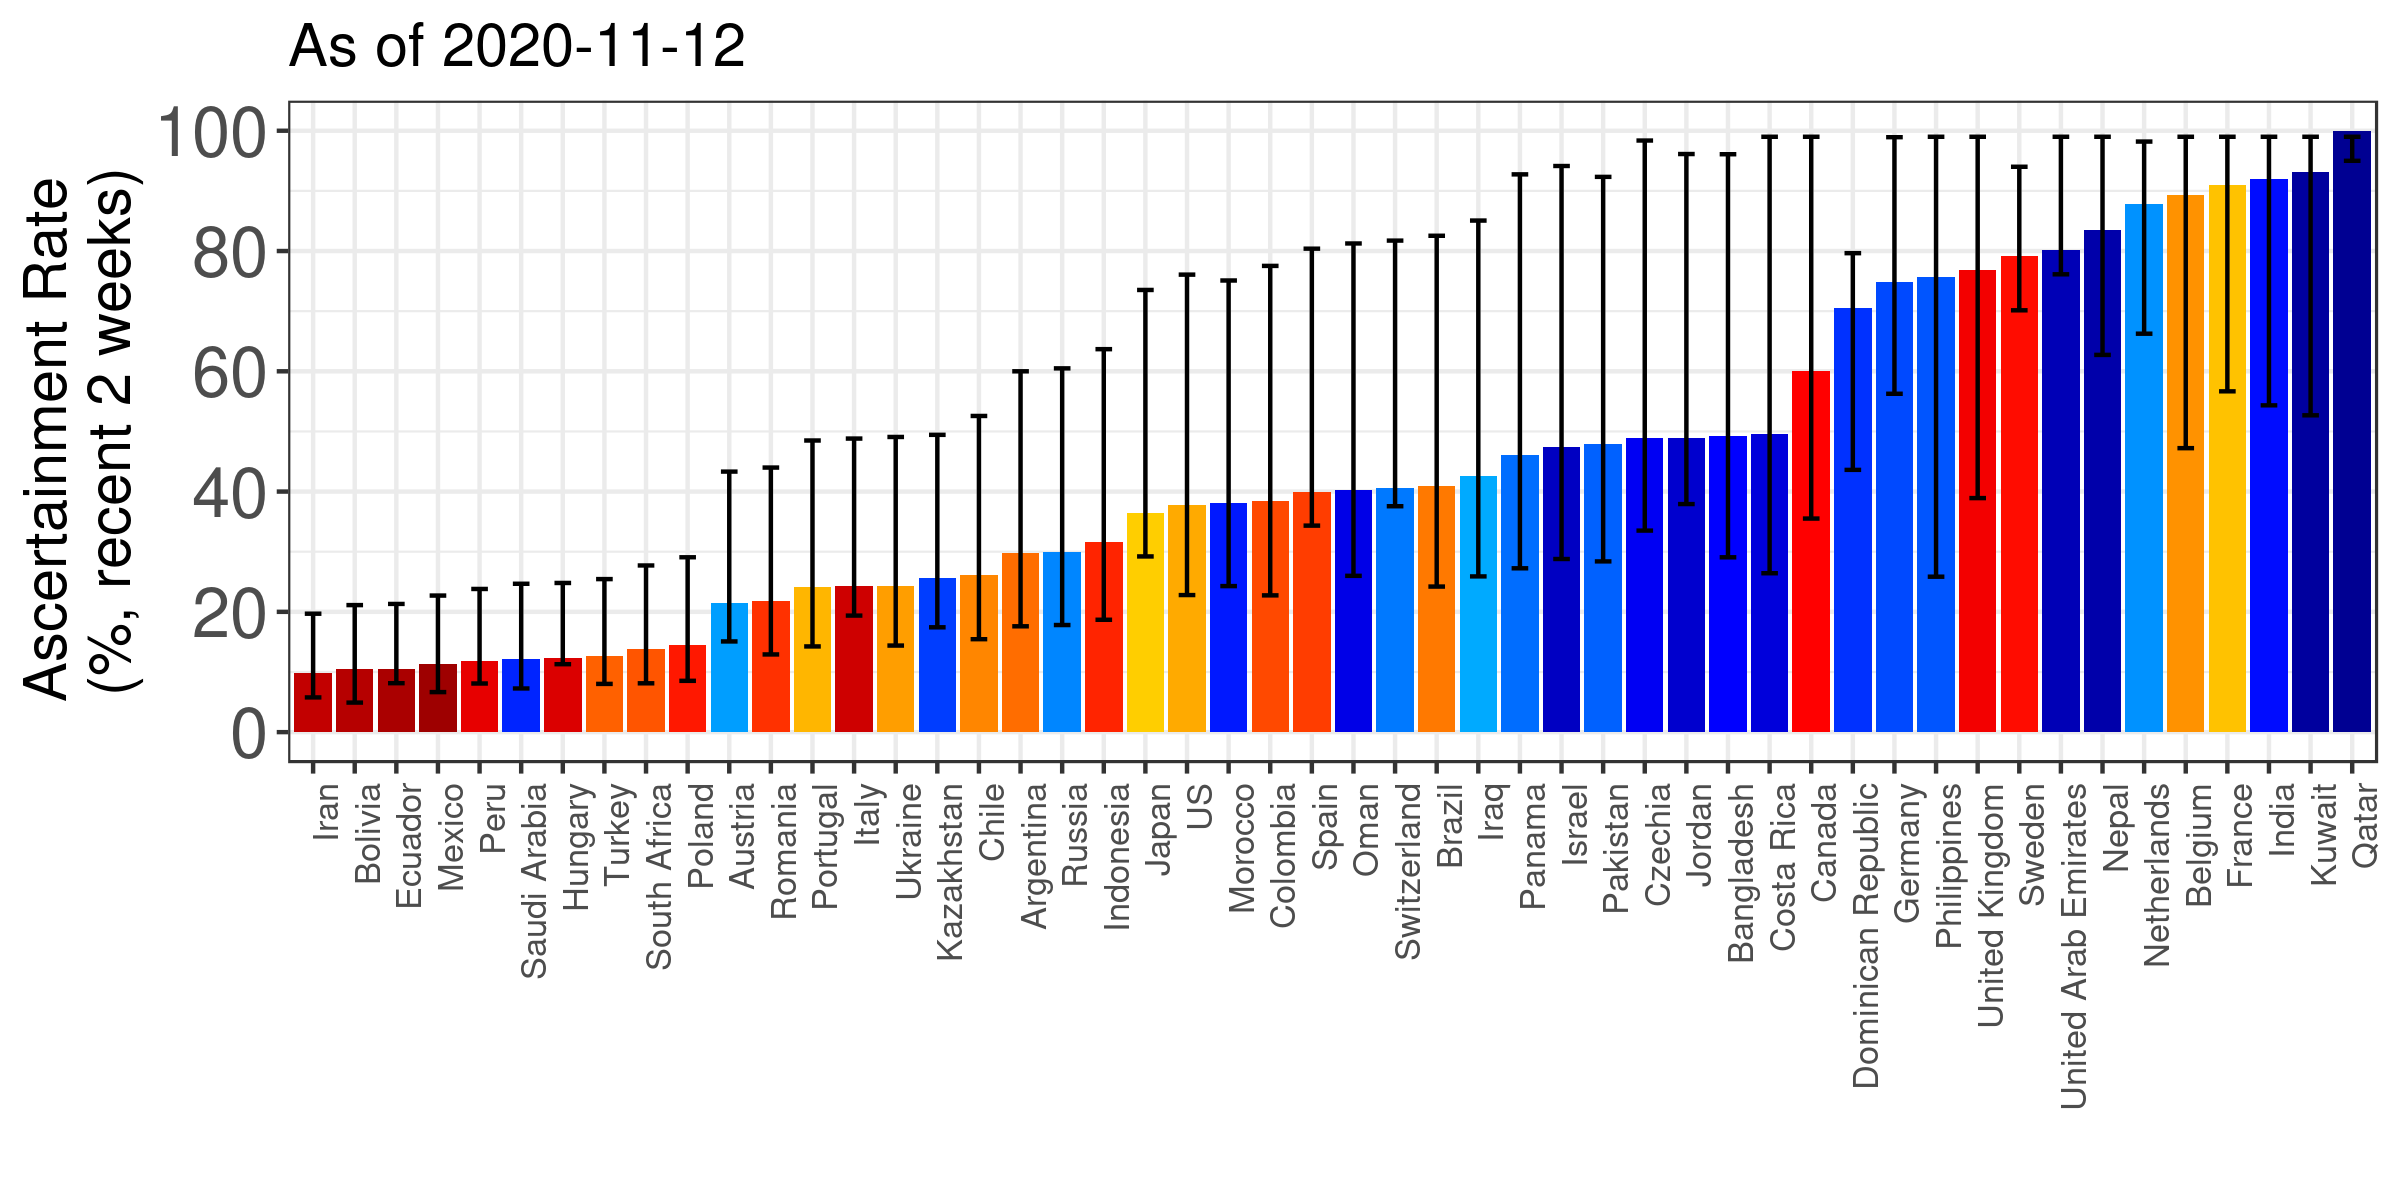 As of 2020-11-12
Ascertainment Rate
(%, recent 2 weeks)
100
80
60
40
20
0
Iran
Bolivia
Ecuador
Mexico
Peru
Saudi Arabia
Hungary
Turkey
South Africa
Poland
Austria
Romania
Portugal
Italy
Ukraine
Kazakhstan
Chile
Argentina
Russia
Indonesia
Japan
US
Morocco
Colombia
Spain
Oman
Switzerland
Brazil
Iraq
Panama
Israel
Pakistan
Czechia
Jordan
Bangladesh
Costa Rica
Canada
Dominican Republic
Germany
Philippines
United Kingdom
Sweden
United Arab Emirates
Nepal
Netherlands
Belgium
France
India
Kuwait
Qatar